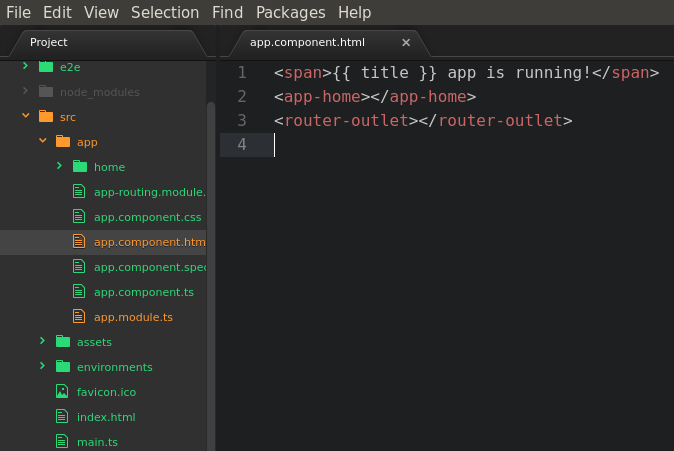 File Edit View Selection Find Packages Help
Project
e2e
node_modules
src
app
home
app-routing.module.
app.component.css
app.component.htm
app.component.spec
app.component.ts
app.module.ts
assets
environments
favicon.ico
index.html
main.ts
app.component.html ×
1 <span>{{ title }} app is running!</span>
2 <app-home></app-home>
3 <router-outlet></router-outlet>
4